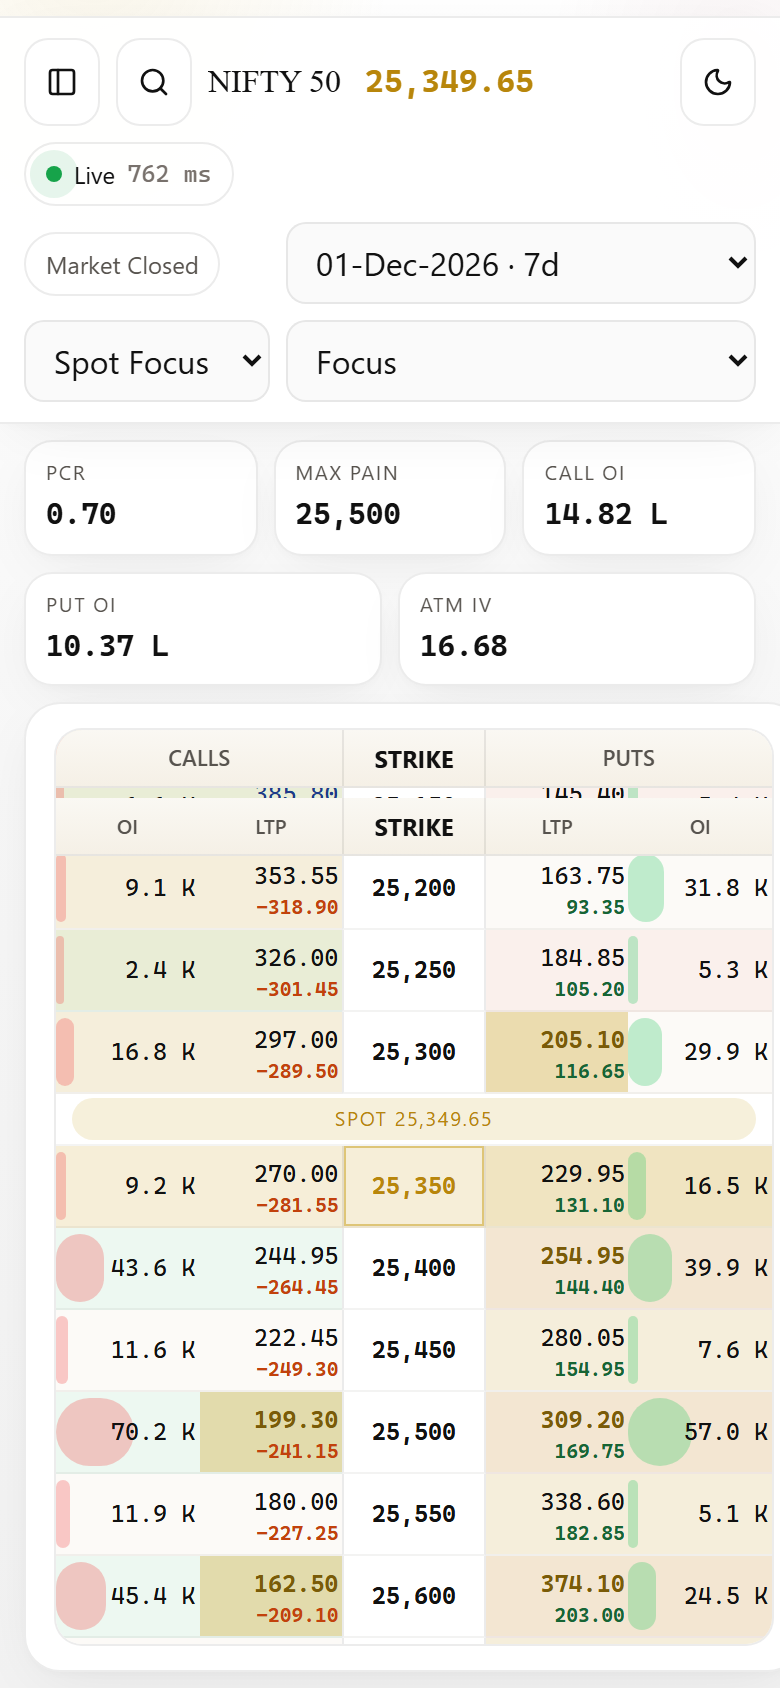 NIFTY 50 25,349.65
Live 762 ms
Market Closed 01-Dec-2026 · 7d
Spot Focus Focus
PCR MAX PAIN CALL OI
0.70 25,500 14.82 L
PUT OI ATM IV
10.37 L 16.68
CALLS STRIKE PUTS
385.80 145.40
OI LTP STRIKE LTP OI
9.1 K 353.55 25,200 163.75 31.8 K
−318.90 93.35
2.4 K 326.00 25,250 184.85 5.3 K
−301.45 105.20
16.8 K 297.00 25,300 205.10 29.9 K
−289.50 116.65
SPOT 25,349.65
9.2 K 270.00 25,350 229.95 16.5 K
−281.55 131.10
43.6 K 244.95 25,400 254.95 39.9 K
−264.45 144.40
11.6 K 222.45 25,450 280.05 7.6 K
−249.30 154.95
70.2 K 199.30 25,500 309.20 57.0 K
−241.15 169.75
11.9 K 180.00 25,550 338.60 5.1 K
−227.25 182.85
45.4 K 162.50 25,600 374.10 24.5 K
−209.10 203.00